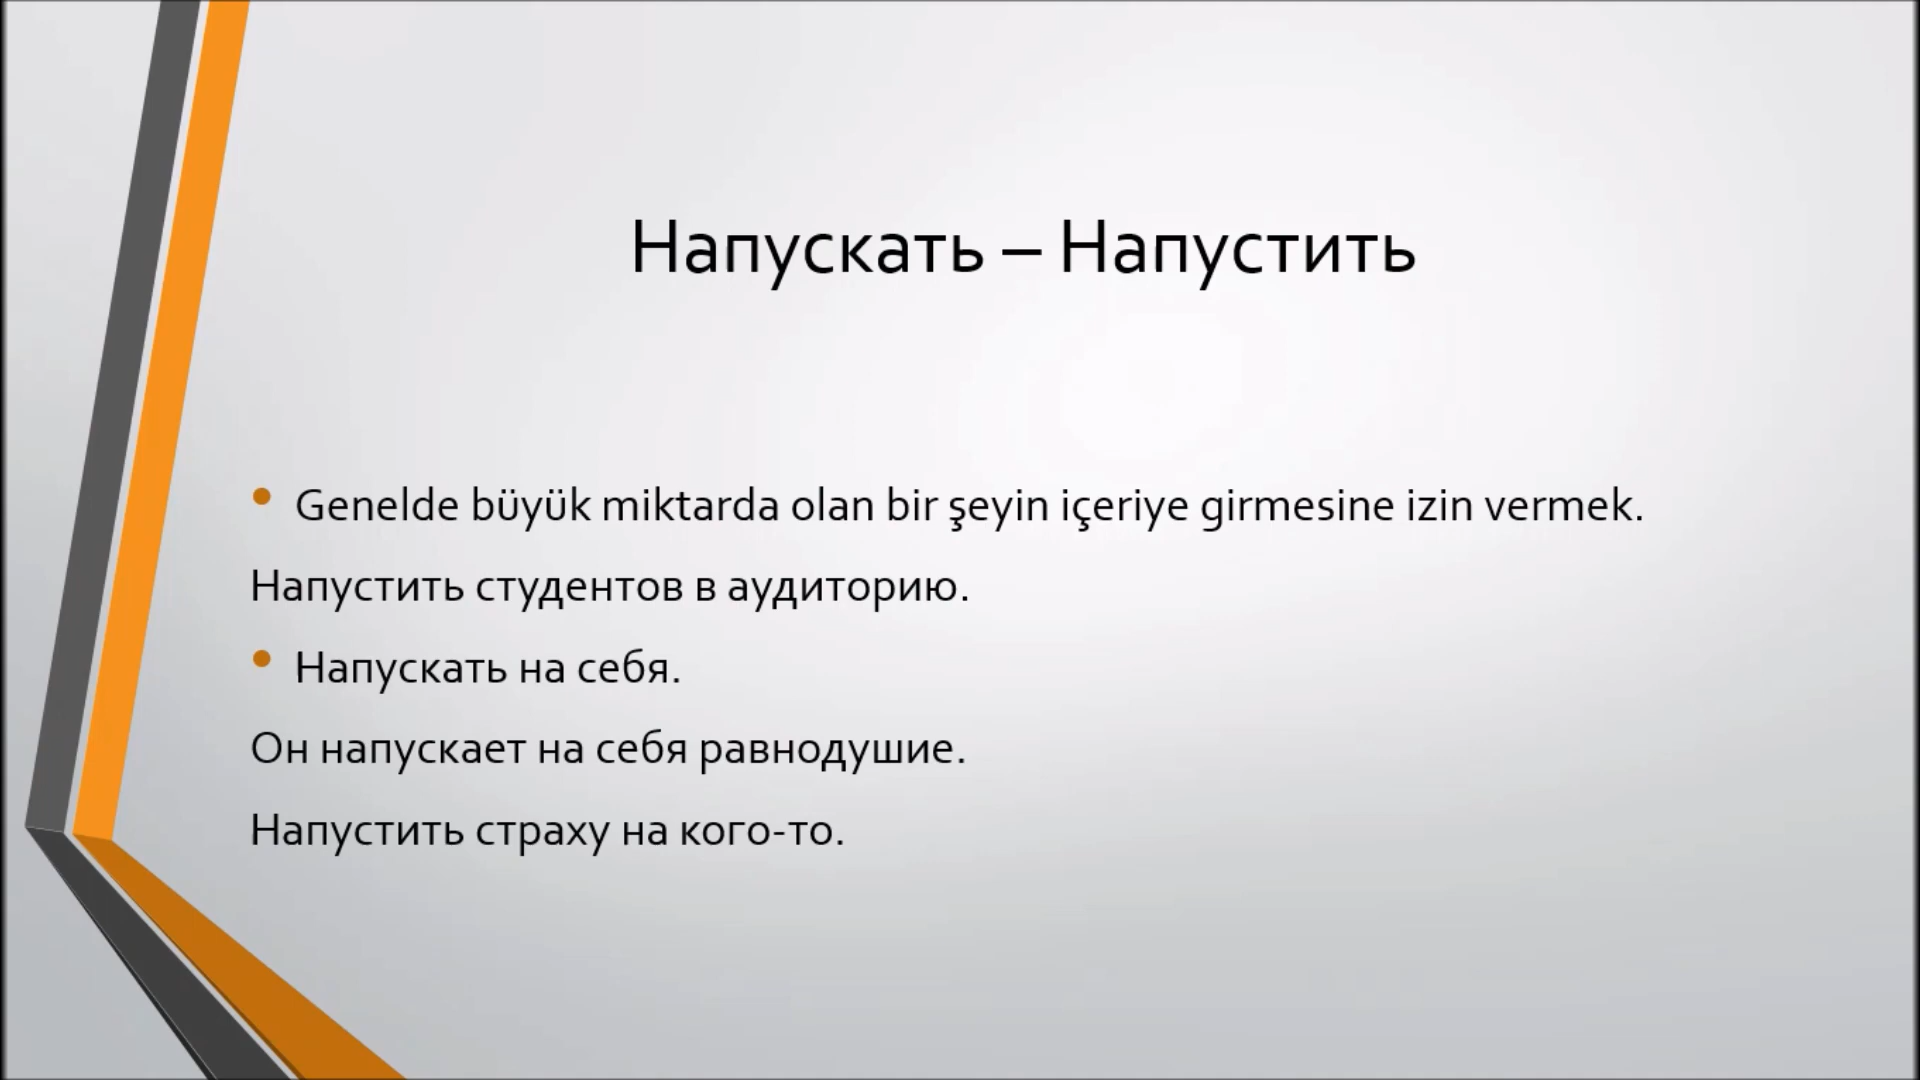 Напускать – Напустить
• Genelde büyük miktarda olan bir şeyin içeriye girmesine izin vermek.
Напустить студентов в аудиторию.
• Напускать на себя.
Он напускает на себя равнодушие.
Напустить страху на кого-то.